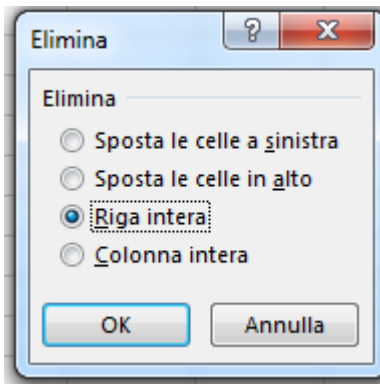 Elimina
Elimina
Sposta le celle a sinistra
Sposta le celle in alto
Riga intera
Colonna intera
OK Annulla